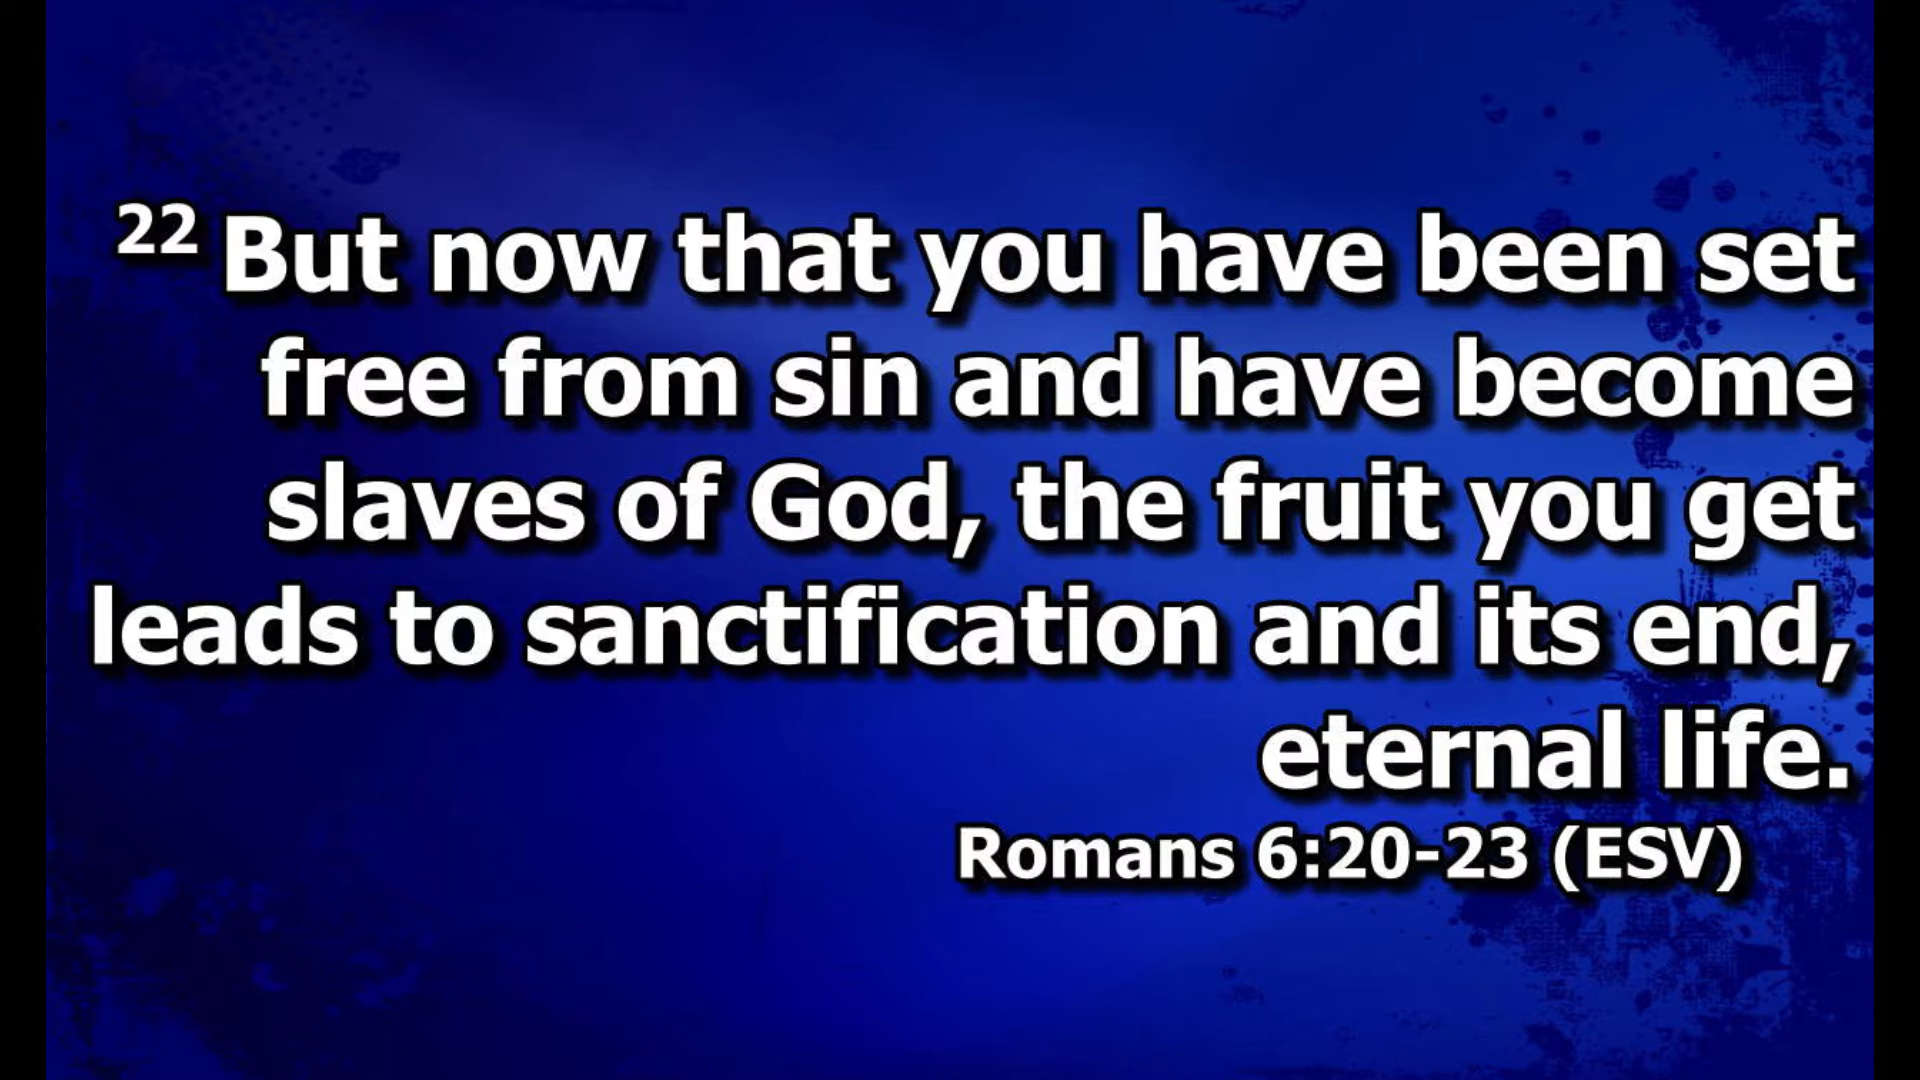 22 But now that you have been set
free from sin and have become
slaves of God, the fruit you get
leads to sanctification and its end,
eternal life.
Romans 6:20-23 (ESV)